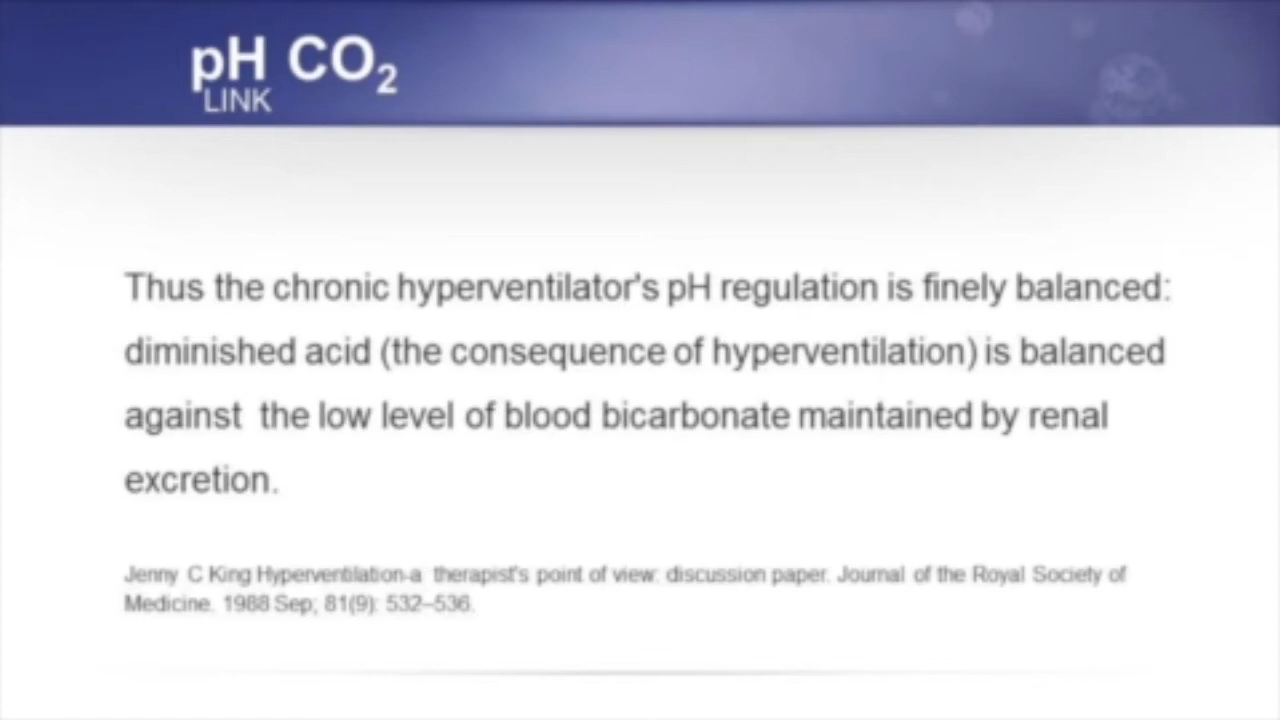 pH CO₂
LINK
Thus the chronic hyperventilator's pH regulation is finely balanced:
diminished acid (the consequence of hyperventilation) is balanced
against the low level of blood bicarbonate maintained by renal
excretion.
Jenny C King Hyperventilation-a therapist's point of view: discussion paper. Journal of the Royal Society of
Medicine. 1988 Sep; 81(9): 532–536.